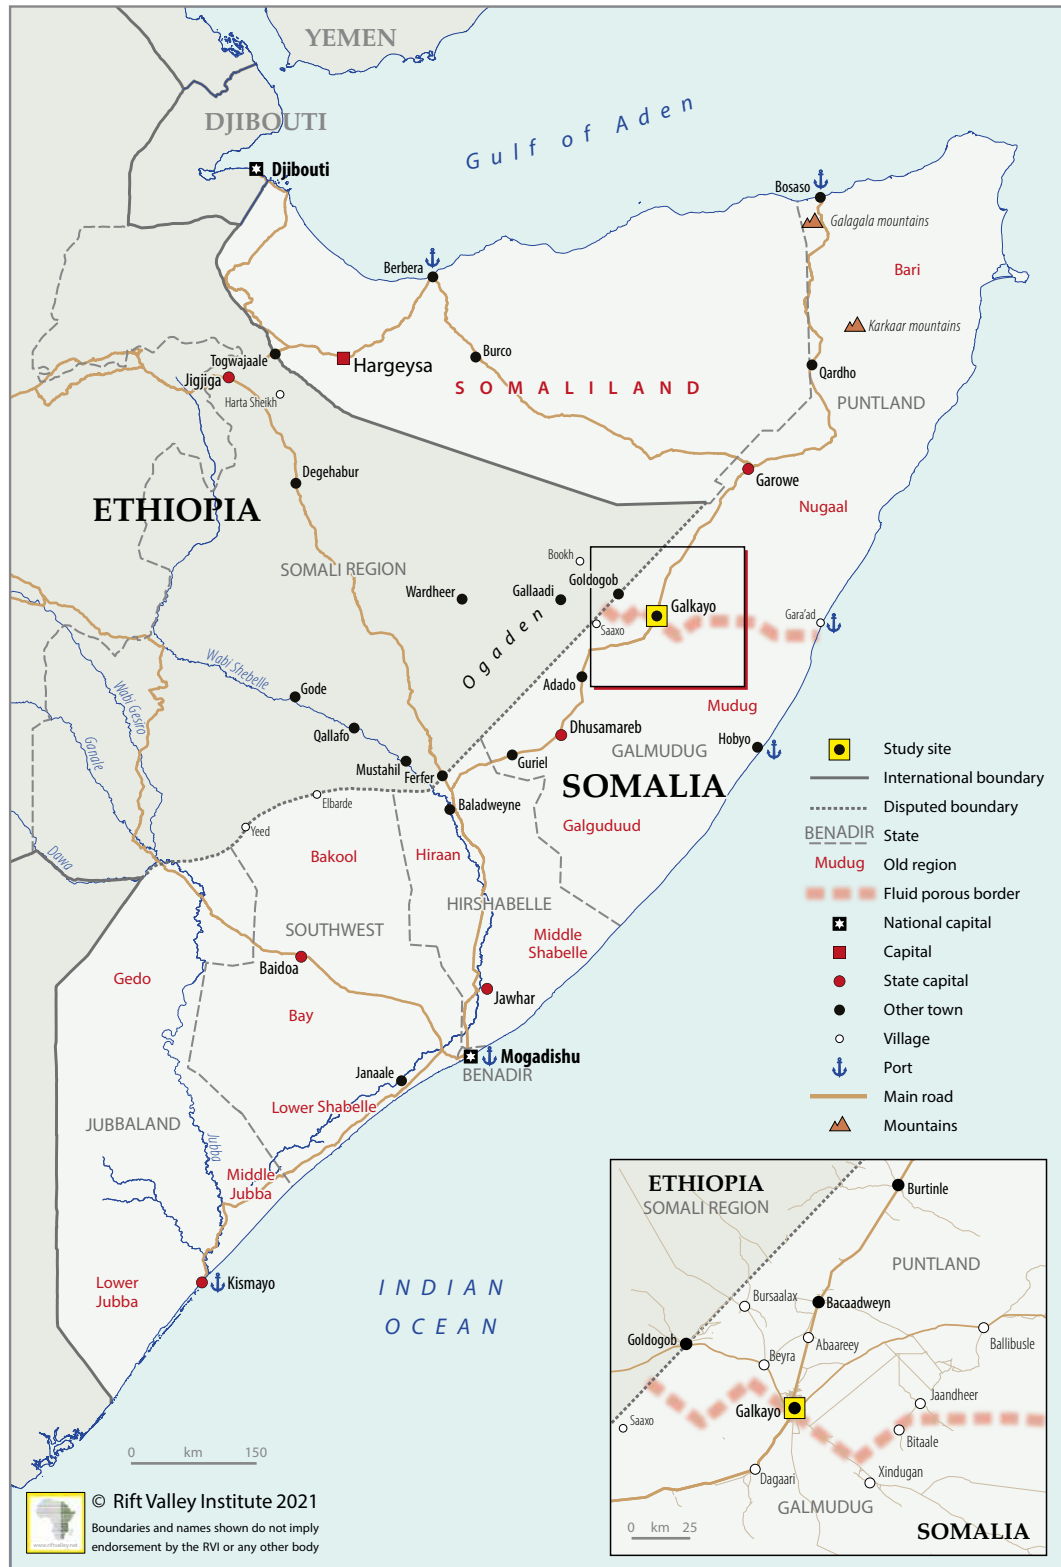 YEMEN
DJIBOUTI
Gulf of Aden
Djibouti
Bosaso
Galagala mountains
Berbera
Bari
Karkaar mountains
Togwajaale
Hargeysa
Burco
Jigjiga
Qardho
Harta Sheikh
SOMALILAND
PUNTLAND
Degehabur
Garowe
ETHIOPIA
Nugaal
Bookh
SOMALI REGION
Goldogob
Wardheer
Gallaadi
Galkayo
Gara'ad
Ogaden
Saaxo
Wabi Shebelle
Gode
Adado
Wabi Gesiro
Mudug
Qallafo
Dhusamareb
Hobyo
Ganale
GALMUDUG
Guriel
Mustahil
Ferfer
SOMALIA
Elbarde
Baladweyne
Yeed
Galguduud
Dawa
Bakool
Hiraan
HIRSHABELLE
SOUTHWEST
Middle
Shabelle
Gedo
Baidoa
Jawhar
Bay
Mogadishu
Janaale
BENADIR
Lower Shabelle
JUBBALAND
Jubba
Middle
Jubba
Lower
Jubba
Kismayo
INDIAN
OCEAN
Study site
International boundary
Disputed boundary
BENADIR State
Mudug Old region
Fluid porous border
National capital
Capital
State capital
Other town
Village
Port
Main road
Mountains
ETHIOPIA
SOMALI REGION
Burtinle
PUNTLAND
Bursaalax
Bacaadweyn
Goldogob
Abaareey
Ballibusle
Beyra
Jaandheer
Galkayo
Saaxo
Bitaale
Dagaari
Xindugan
GALMUDUG
0 km 25
SOMALIA
0 km 150
© Rift Valley Institute 2021
Boundaries and names shown do not imply
endorsement by the RVI or any other body
www.riftvalley.net